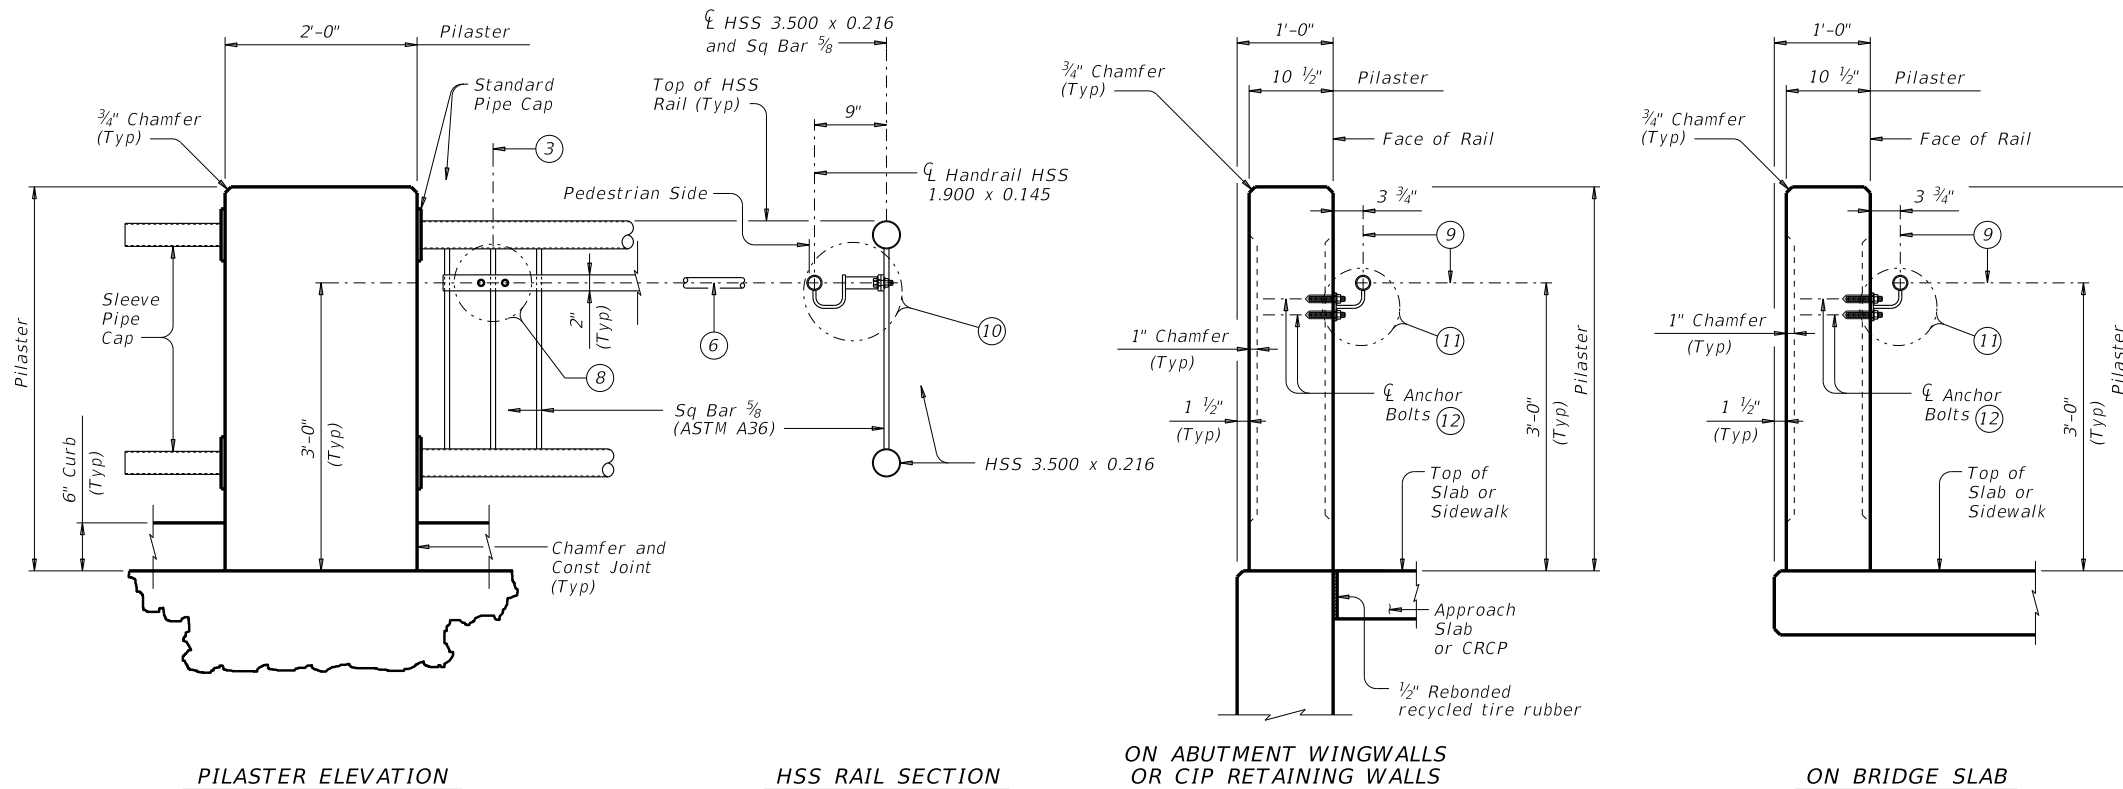 2'-0"
Pilaster
¾" Chamfer
(Typ)
Standard
Pipe Cap
3
Pedestrian Side
Sleeve
Pipe
Cap
Pilaster
6" Curb
(Typ)
3'-0"
(Typ)
2"
(Typ)
8
6
Sq Bar ⅝
(ASTM A36)
Chamfer and
Const Joint
(Typ)
PILASTER ELEVATION
℄ HSS 3.500 x 0.216
and Sq Bar ⅝
Top of HSS
Rail (Typ)
9"
℄ Handrail HSS
1.900 x 0.145
10
HSS 3.500 x 0.216
HSS RAIL SECTION
1'-0"
10 ½"
Pilaster
¾" Chamfer
(Typ)
Face of Rail
3 ¾"
9
1" Chamfer
(Typ)
11
℄ Anchor
Bolts 12
1 ½"
(Typ)
3'-0"
(Typ)
Pilaster
Top of
Slab or
Sidewalk
Approach
Slab
or CRCP
½" Rebonded
recycled tire rubber
ON ABUTMENT WINGWALLS
OR CIP RETAINING WALLS
1'-0"
10 ½"
Pilaster
¾" Chamfer
(Typ)
Face of Rail
3 ¾"
9
1" Chamfer
(Typ)
11
℄ Anchor
Bolts 12
1 ½"
(Typ)
3'-0"
(Typ)
Pilaster
Top of
Slab or
Sidewalk
ON BRIDGE SLAB